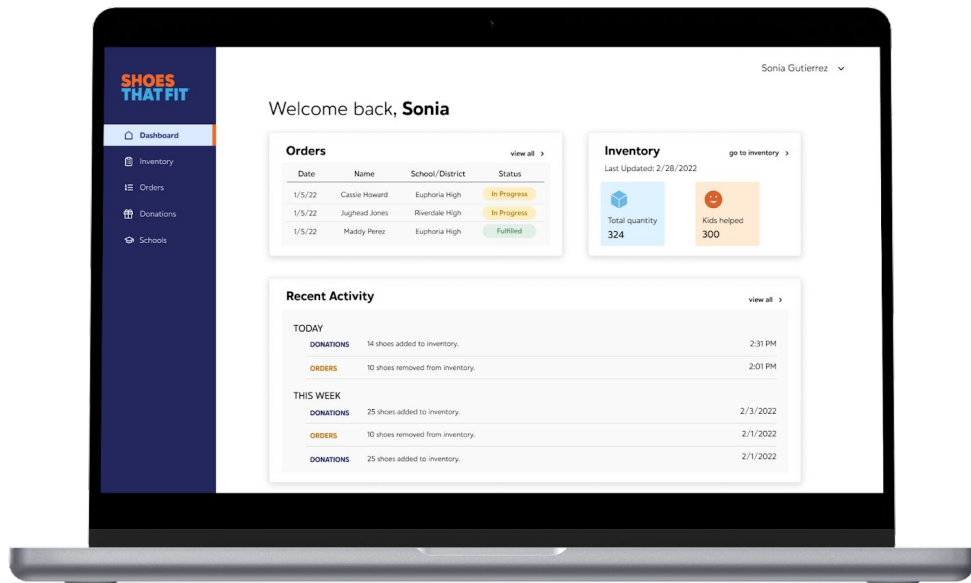 SHOES
THAT FIT
Sonia Gutierrez
Dashboard
Inventory
Orders
Donations
Schools
Welcome back, Sonia
Orders
view all
Date Name School/District Status
1/5/22 Cassie Howard Euphoria High In Progress
1/5/22 Jughead Jones Riverdale High In Progress
1/5/22 Maddy Perez Euphoria High Fulfilled
Inventory
go to inventory
Last Updated: 2/28/2022
Total quantity
324
Kids helped
300
Recent Activity
view all
TODAY
DONATIONS 14 shoes added to inventory. 2:31 PM
ORDERS 10 shoes removed from inventory. 2:01 PM
THIS WEEK
DONATIONS 25 shoes added to inventory. 2/3/2022
ORDERS 10 shoes removed from inventory. 2/1/2022
DONATIONS 25 shoes added to inventory. 2/1/2022